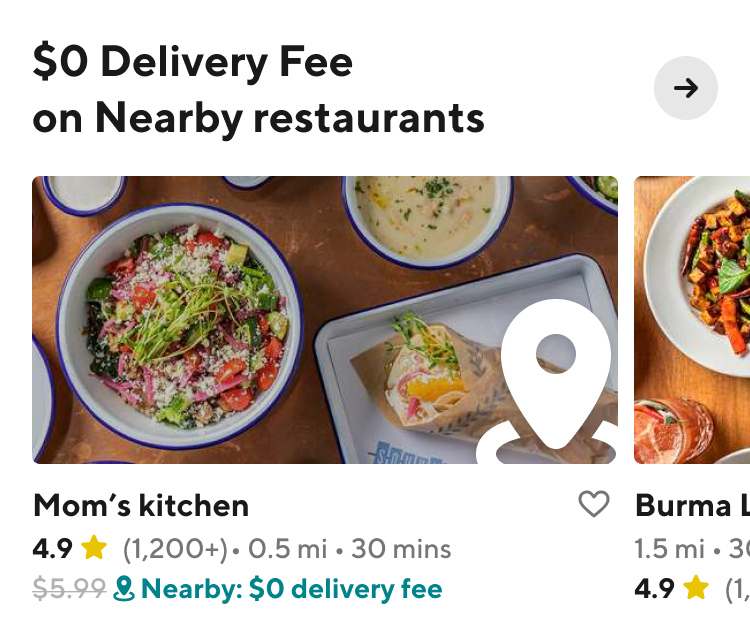 $0 Delivery Fee
on Nearby restaurants
Mom's kitchen
4.9 (1,200+) • 0.5 mi • 30 mins
$5.99 Nearby: $0 delivery fee
Burma
1.5 mi •
4.9